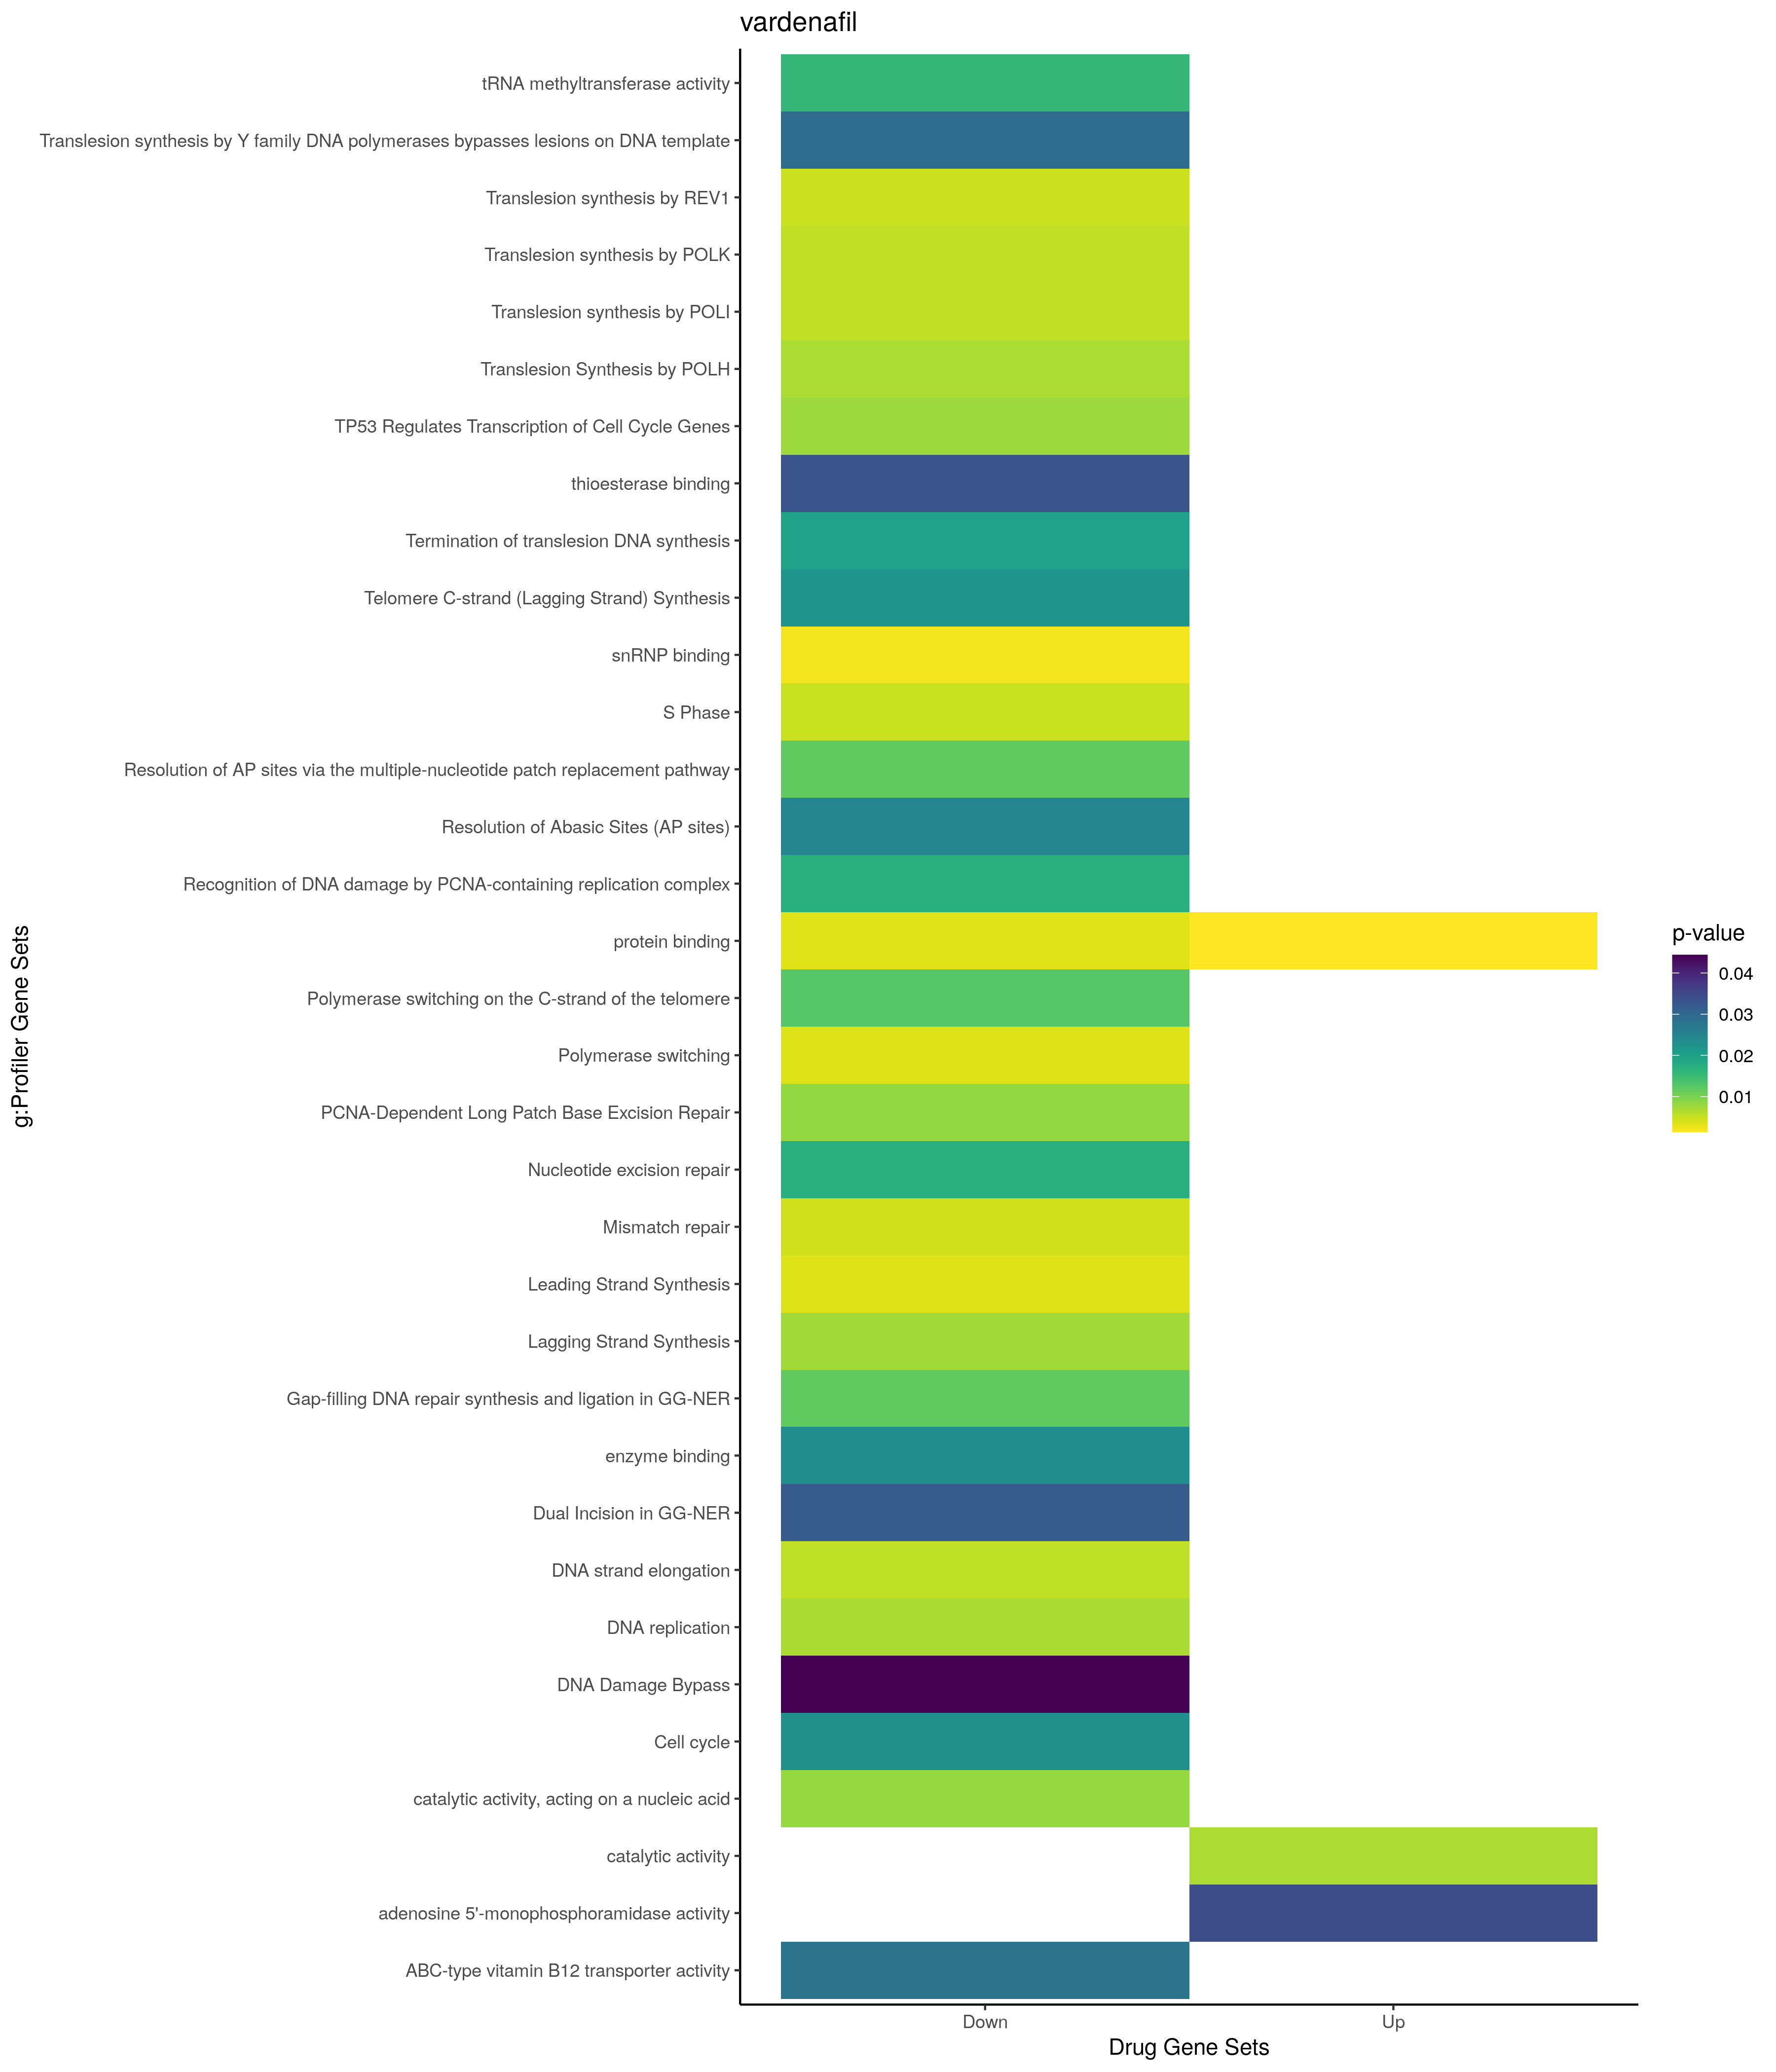 vardenafil
tRNA methyltransferase activity
Translesion synthesis by Y family DNA polymerases bypasses lesions on DNA template
Translesion synthesis by REV1
Translesion synthesis by POLK
Translesion synthesis by POLI
Translesion Synthesis by POLH
TP53 Regulates Transcription of Cell Cycle Genes
thioesterase binding
Termination of translesion DNA synthesis
Telomere C-strand (Lagging Strand) Synthesis
snRNP binding
S Phase
Resolution of AP sites via the multiple-nucleotide patch replacement pathway
Resolution of Abasic Sites (AP sites)
Recognition of DNA damage by PCNA-containing replication complex
protein binding
Polymerase switching on the C-strand of the telomere
Polymerase switching
PCNA-Dependent Long Patch Base Excision Repair
Nucleotide excision repair
Mismatch repair
Leading Strand Synthesis
Lagging Strand Synthesis
Gap-filling DNA repair synthesis and ligation in GG-NER
enzyme binding
Dual Incision in GG-NER
DNA strand elongation
DNA replication
DNA Damage Bypass
Cell cycle
catalytic activity, acting on a nucleic acid
catalytic activity
adenosine 5'-monophosphoramidase activity
ABC-type vitamin B12 transporter activity
g:Profiler Gene Sets
Down
Up
Drug Gene Sets
p-value
0.04
0.03
0.02
0.01